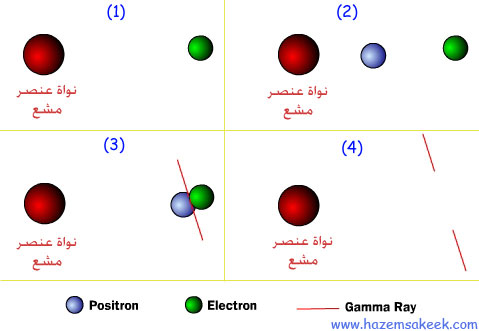 (1)
نواة عنصر
مشع
(2)
نواة عنصر
مشع
(3)
نواة عنصر
مشع
(4)
نواة عنصر
مشع
Positron Electron Gamma Ray
www.hazemsakeek.com